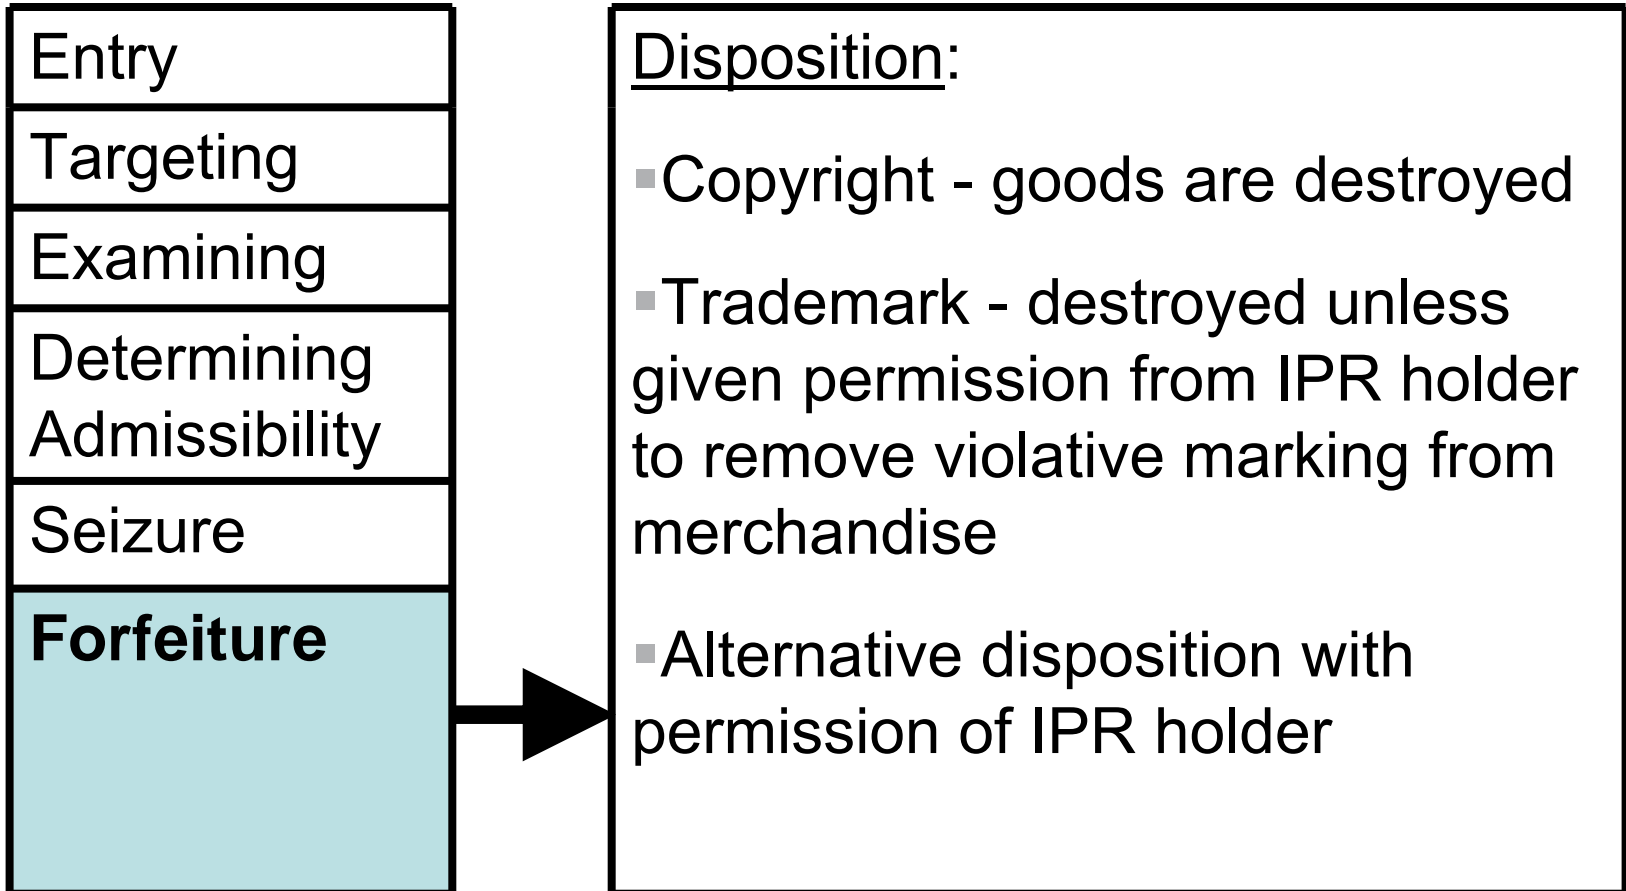 Entry
Targeting
Examining
Determining
Admissibility
Seizure
Forfeiture
Disposition:
▪Copyright - goods are destroyed
▪Trademark - destroyed unless
given permission from IPR holder
to remove violative marking from
merchandise
▪Alternative disposition with
permission of IPR holder